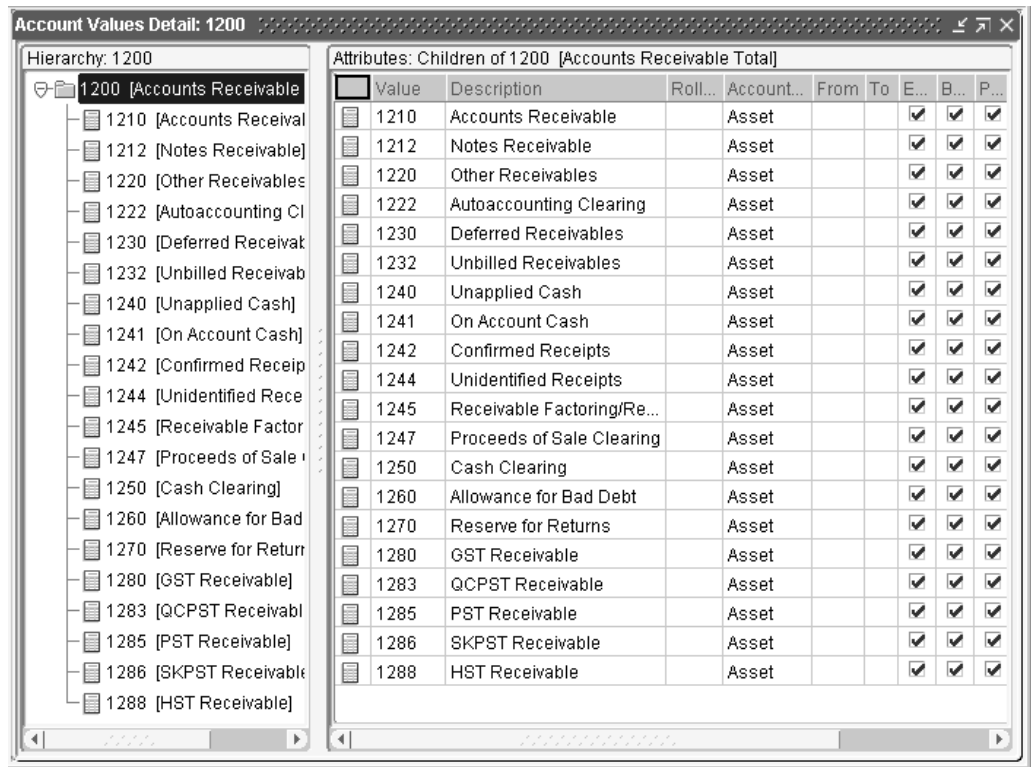 Account Values Detail: 1200
Hierarchy: 1200
1200 [Accounts Receivable
1210 [Accounts Receival
1212 [Notes Receivable]
1220 [Other Receivables
1222 [Autoaccounting Cl
1230 [Deferred Receivat
1232 [Unbilled Receivab
1240 [Unapplied Cash]
1241 [On Account Cash]
1242 [Confirmed Receip
1244 [Unidentified Rece
1245 [Receivable Factor
1247 [Proceeds of Sale
1250 [Cash Clearing]
1260 [Allowance for Bad
1270 [Reserve for Returr
1280 [GST Receivable]
1283 [QCPST Receivabl
1285 [PST Receivable]
1286 [SKPST Receivable
1288 [HST Receivable]
Attributes: Children of 1200 [Accounts Receivable Total]
Value Description Roll... Account... From To E... B... P...
1210 Accounts Receivable Asset
1212 Notes Receivable Asset
1220 Other Receivables Asset
1222 Autoaccounting Clearing Asset
1230 Deferred Receivables Asset
1232 Unbilled Receivables Asset
1240 Unapplied Cash Asset
1241 On Account Cash Asset
1242 Confirmed Receipts Asset
1244 Unidentified Receipts Asset
1245 Receivable Factoring/Re... Asset
1247 Proceeds of Sale Clearing Asset
1250 Cash Clearing Asset
1260 Allowance for Bad Debt Asset
1270 Reserve for Returns Asset
1280 GST Receivable Asset
1283 QCPST Receivable Asset
1285 PST Receivable Asset
1286 SKPST Receivable Asset
1288 HST Receivable Asset